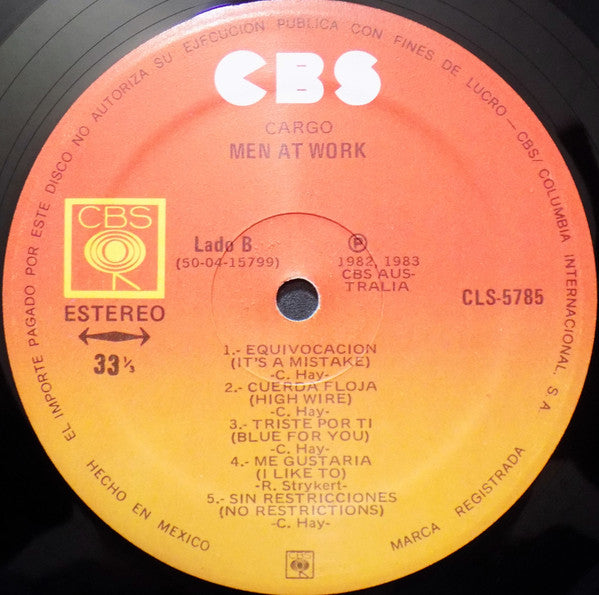 EL IMPORTE PAGADO POR ESTE DISCO NO AUTORIZA SU EJECUCION PUBLICA CON FINES DE LUCRO — CBS/COLUMBIA INTERNACIONAL, S.A
CBS
CARGO
MEN AT WORK
CBS
ESTEREO
33 ⅓
Lado B
(50-04-15799)
Ⓟ
1982, 1983
CBS AUS-
TRALIA
CLS-5785
1.- EQUIVOCACION
(IT'S A MISTAKE)
-C. Hay-
2.- CUERDA FLOJA
(HIGH WIRE)
-C. Hay-
3.- TRISTE POR TI
(BLUE FOR YOU)
-C. Hay-
4.- ME GUSTARIA
(I LIKE TO)
-R. Strykert-
5.- SIN RESTRICCIONES
(NO RESTRICTIONS)
-C. Hay-
HECHO EN MEXICO
CBS
MARCA REGISTRADA